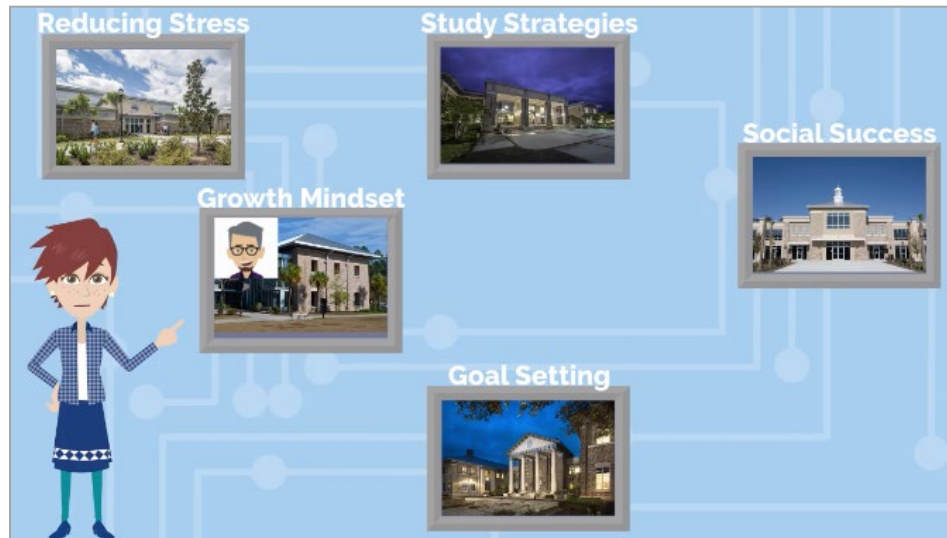 Reducing Stress
Study Strategies
Social Success
Growth Mindset
Goal Setting